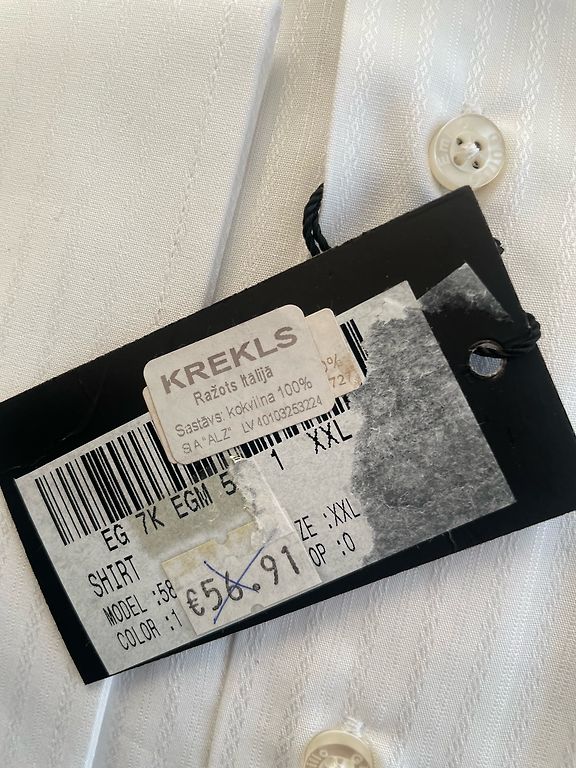 KREKLS
Ražots Itālijā
Sastāvs: kokvilna 100%
SIA "ALZ" LV40103253224
EG 7K EGM 5 1 XXL
SHIRT
MODEL :58 ZE :XXL
COLOR :1 OP :0
€56.91